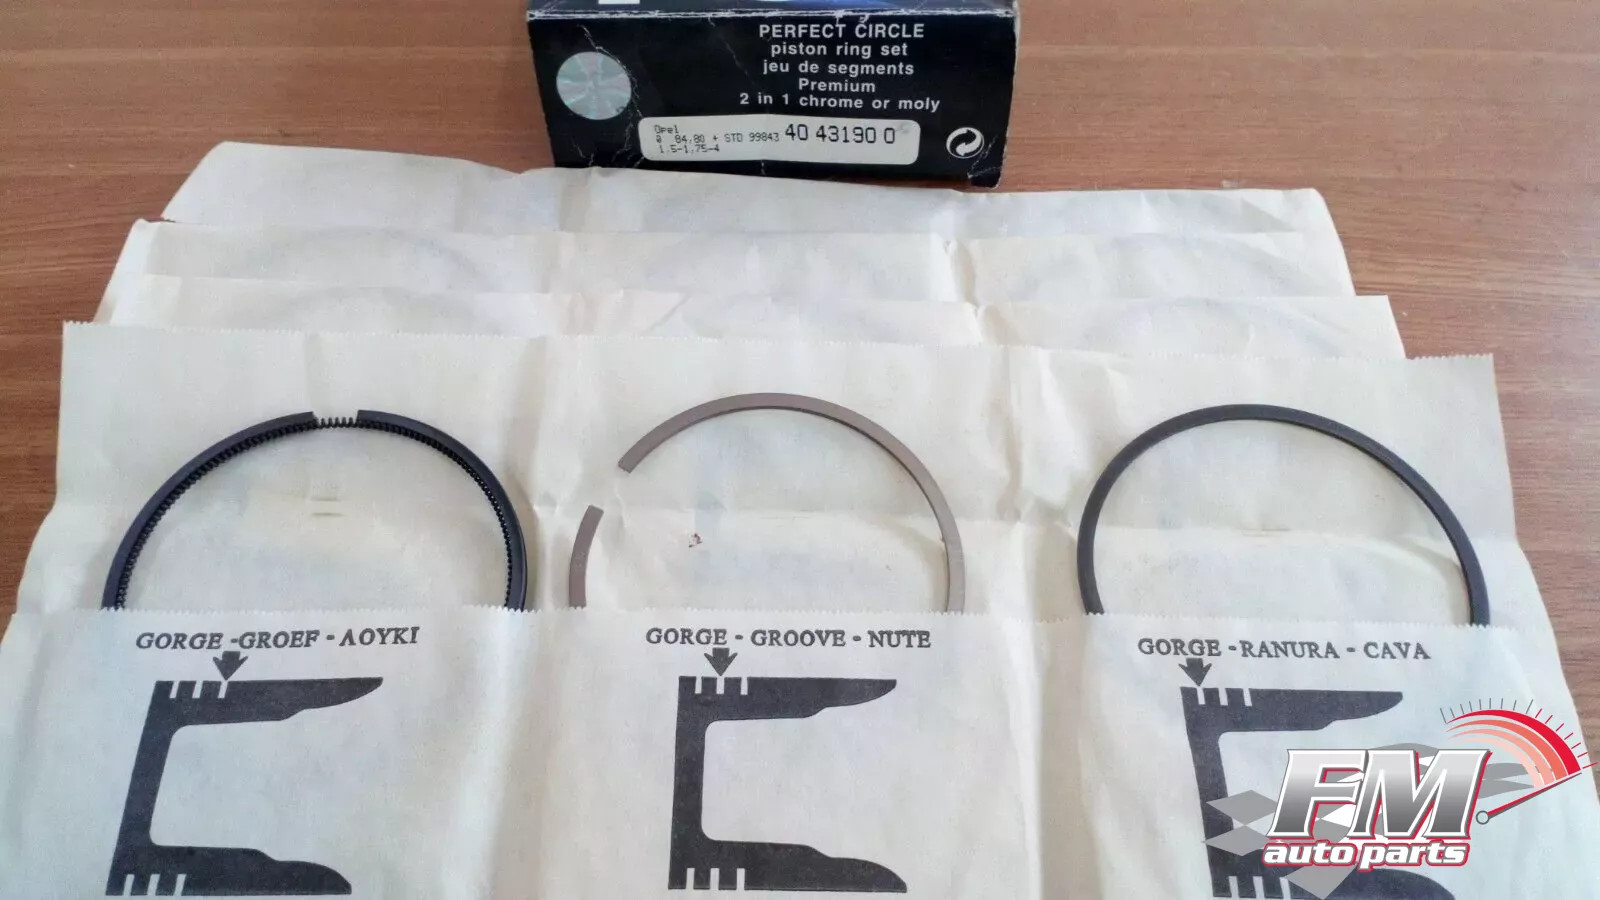 PERFECT CIRCLE
piston ring set
jeu de segments
Premium
2 in 1 chrome or moly
Opel
ø 84,80 + STD 99843 40 43190 0
1.5-1.75-4
GORGE -GROEF - ΛΟΥΚΙ
GORGE - GROOVE - NUTE
GORGE - RANURA - CAVA
FM
auto parts